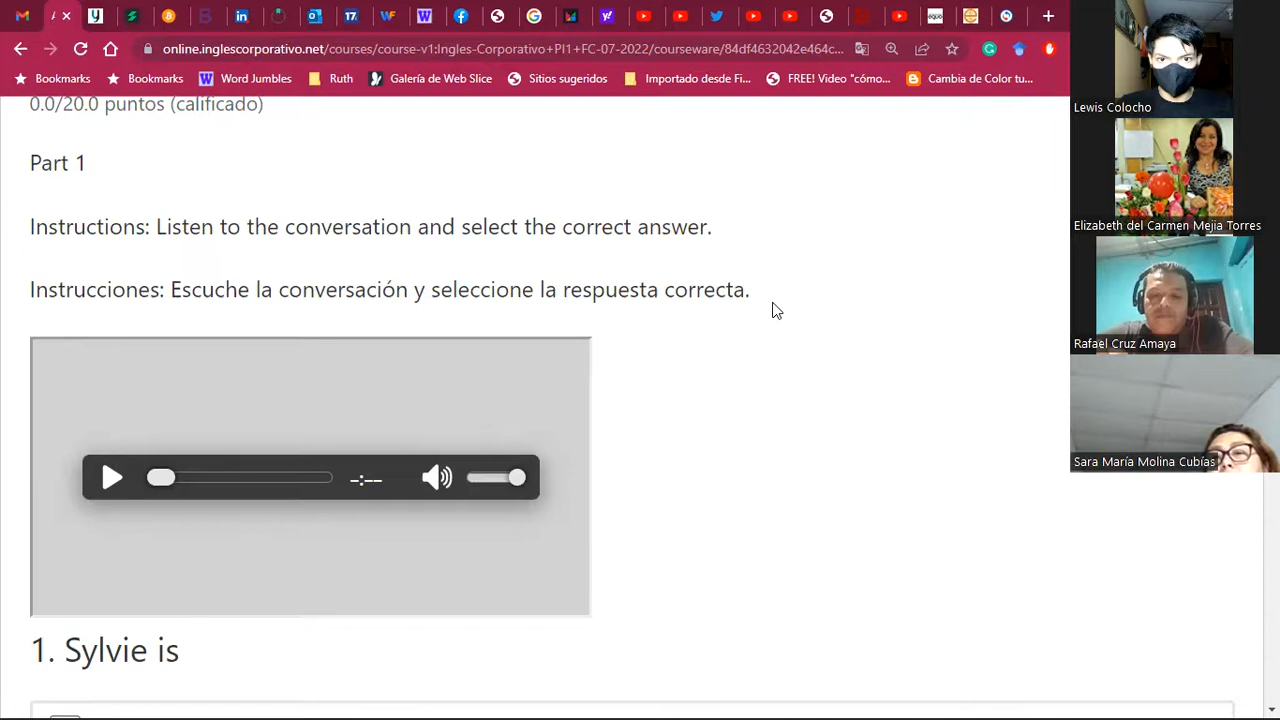 online.inglescorporativo.net/courses/course-v1:Ingles-Corporativo+PI1+FC-07-2022/courseware/84df4632042e464c...
Bookmarks
Bookmarks
Word Jumbles
Ruth
Galería de Web Slice
Sitios sugeridos
Importado desde Fi...
FREE! Video "cómo...
Cambia de Color tu...
0.0/20.0 puntos (calificado)
Part 1
Instructions: Listen to the conversation and select the correct answer.
Instrucciones: Escuche la conversación y seleccione la respuesta correcta.
-:--
1. Sylvie is
Lewis Colocho
Elizabeth del Carmen Mejia Torres
Rafael Cruz Amaya
Sara María Molina Cubías